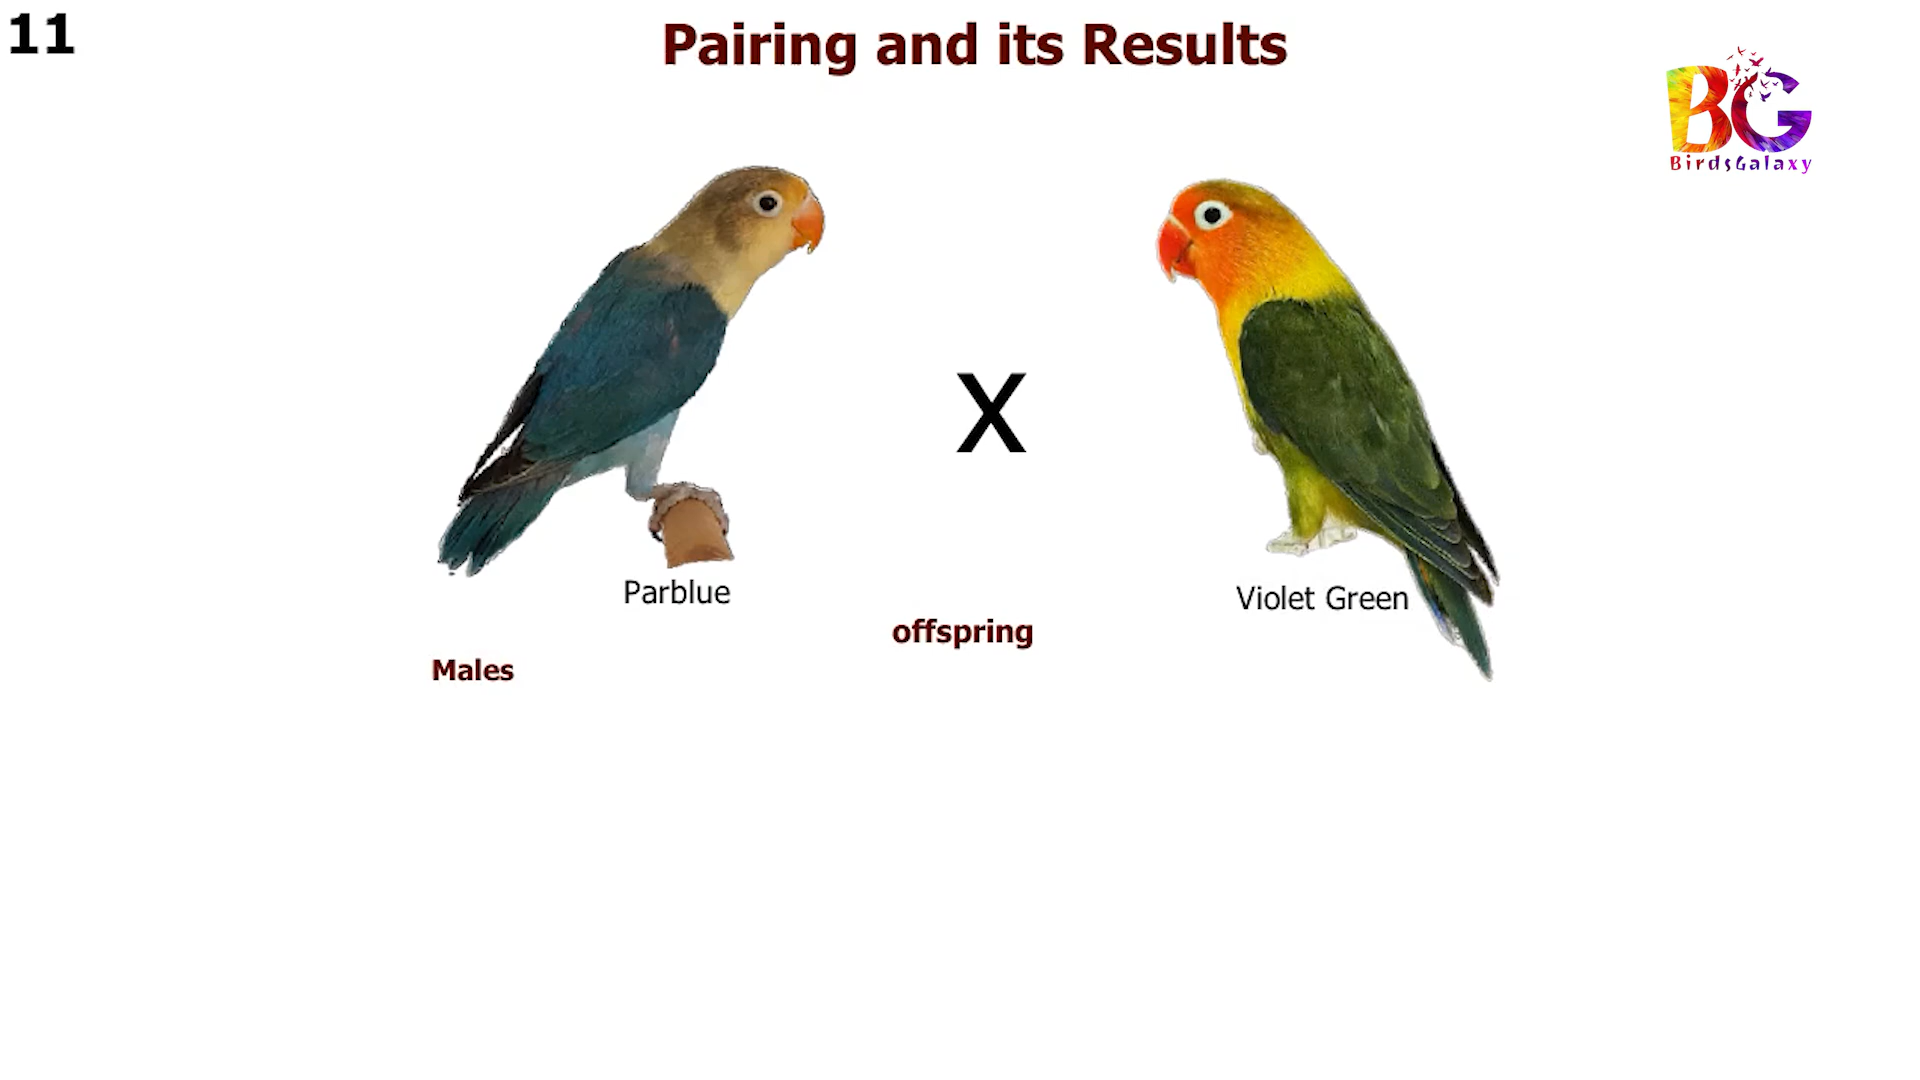 11
Pairing and its Results
BG
BirdsGalaxy
X
Parblue
Violet Green
offspring
Males